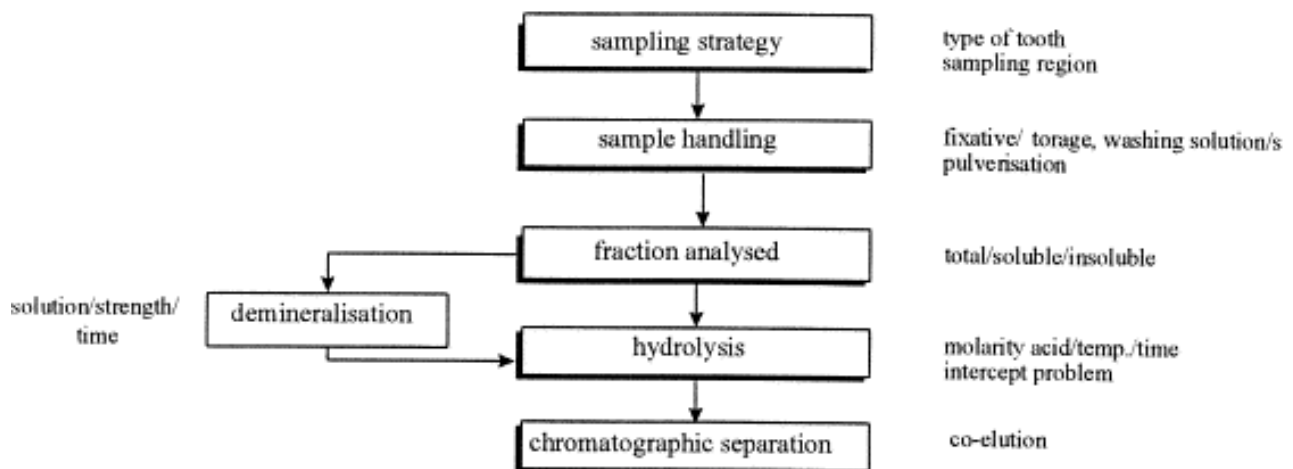 sampling strategy
type of tooth
sampling region
sample handling
fixative/ torage, washing solution/s
pulverisation
fraction analysed
total/soluble/insoluble
solution/strength/
time
demineralisation
hydrolysis
molarity acid/temp./time
intercept problem
chromatographic separation
co-elution